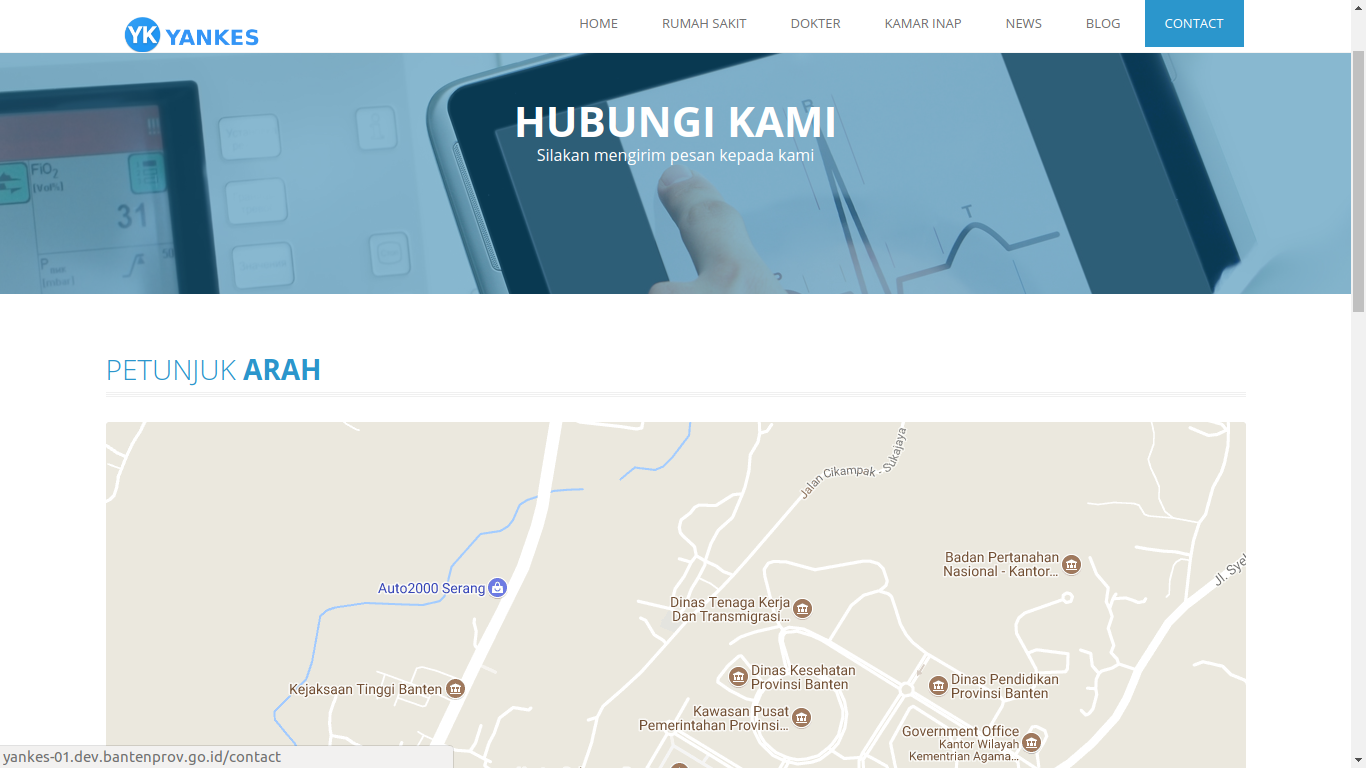 YK YANKES
HOME RUMAH SAKIT DOKTER KAMAR INAP NEWS BLOG CONTACT
HUBUNGI KAMI
Silakan mengirim pesan kepada kami
FiO2
(Vol%)
31
P
50
(mbar)
R
T
PETUNJUK ARAH
Jalan Cikampak - Sukajaya
Badan Pertanahan
Nasional - Kantor...
Jl. Sye
Auto2000 Serang
Dinas Tenaga Kerja
Dan Transmigrasi...
Dinas Kesehatan
Provinsi Banten
Dinas Pendidikan
Provinsi Banten
Kejaksaan Tinggi Banten
Kawasan Pusat
Pemerintahan Provinsi...
Government Office
Kantor Wilayah
Kementrian Agama...
yankes-01.dev.bantenprov.go.id/contact